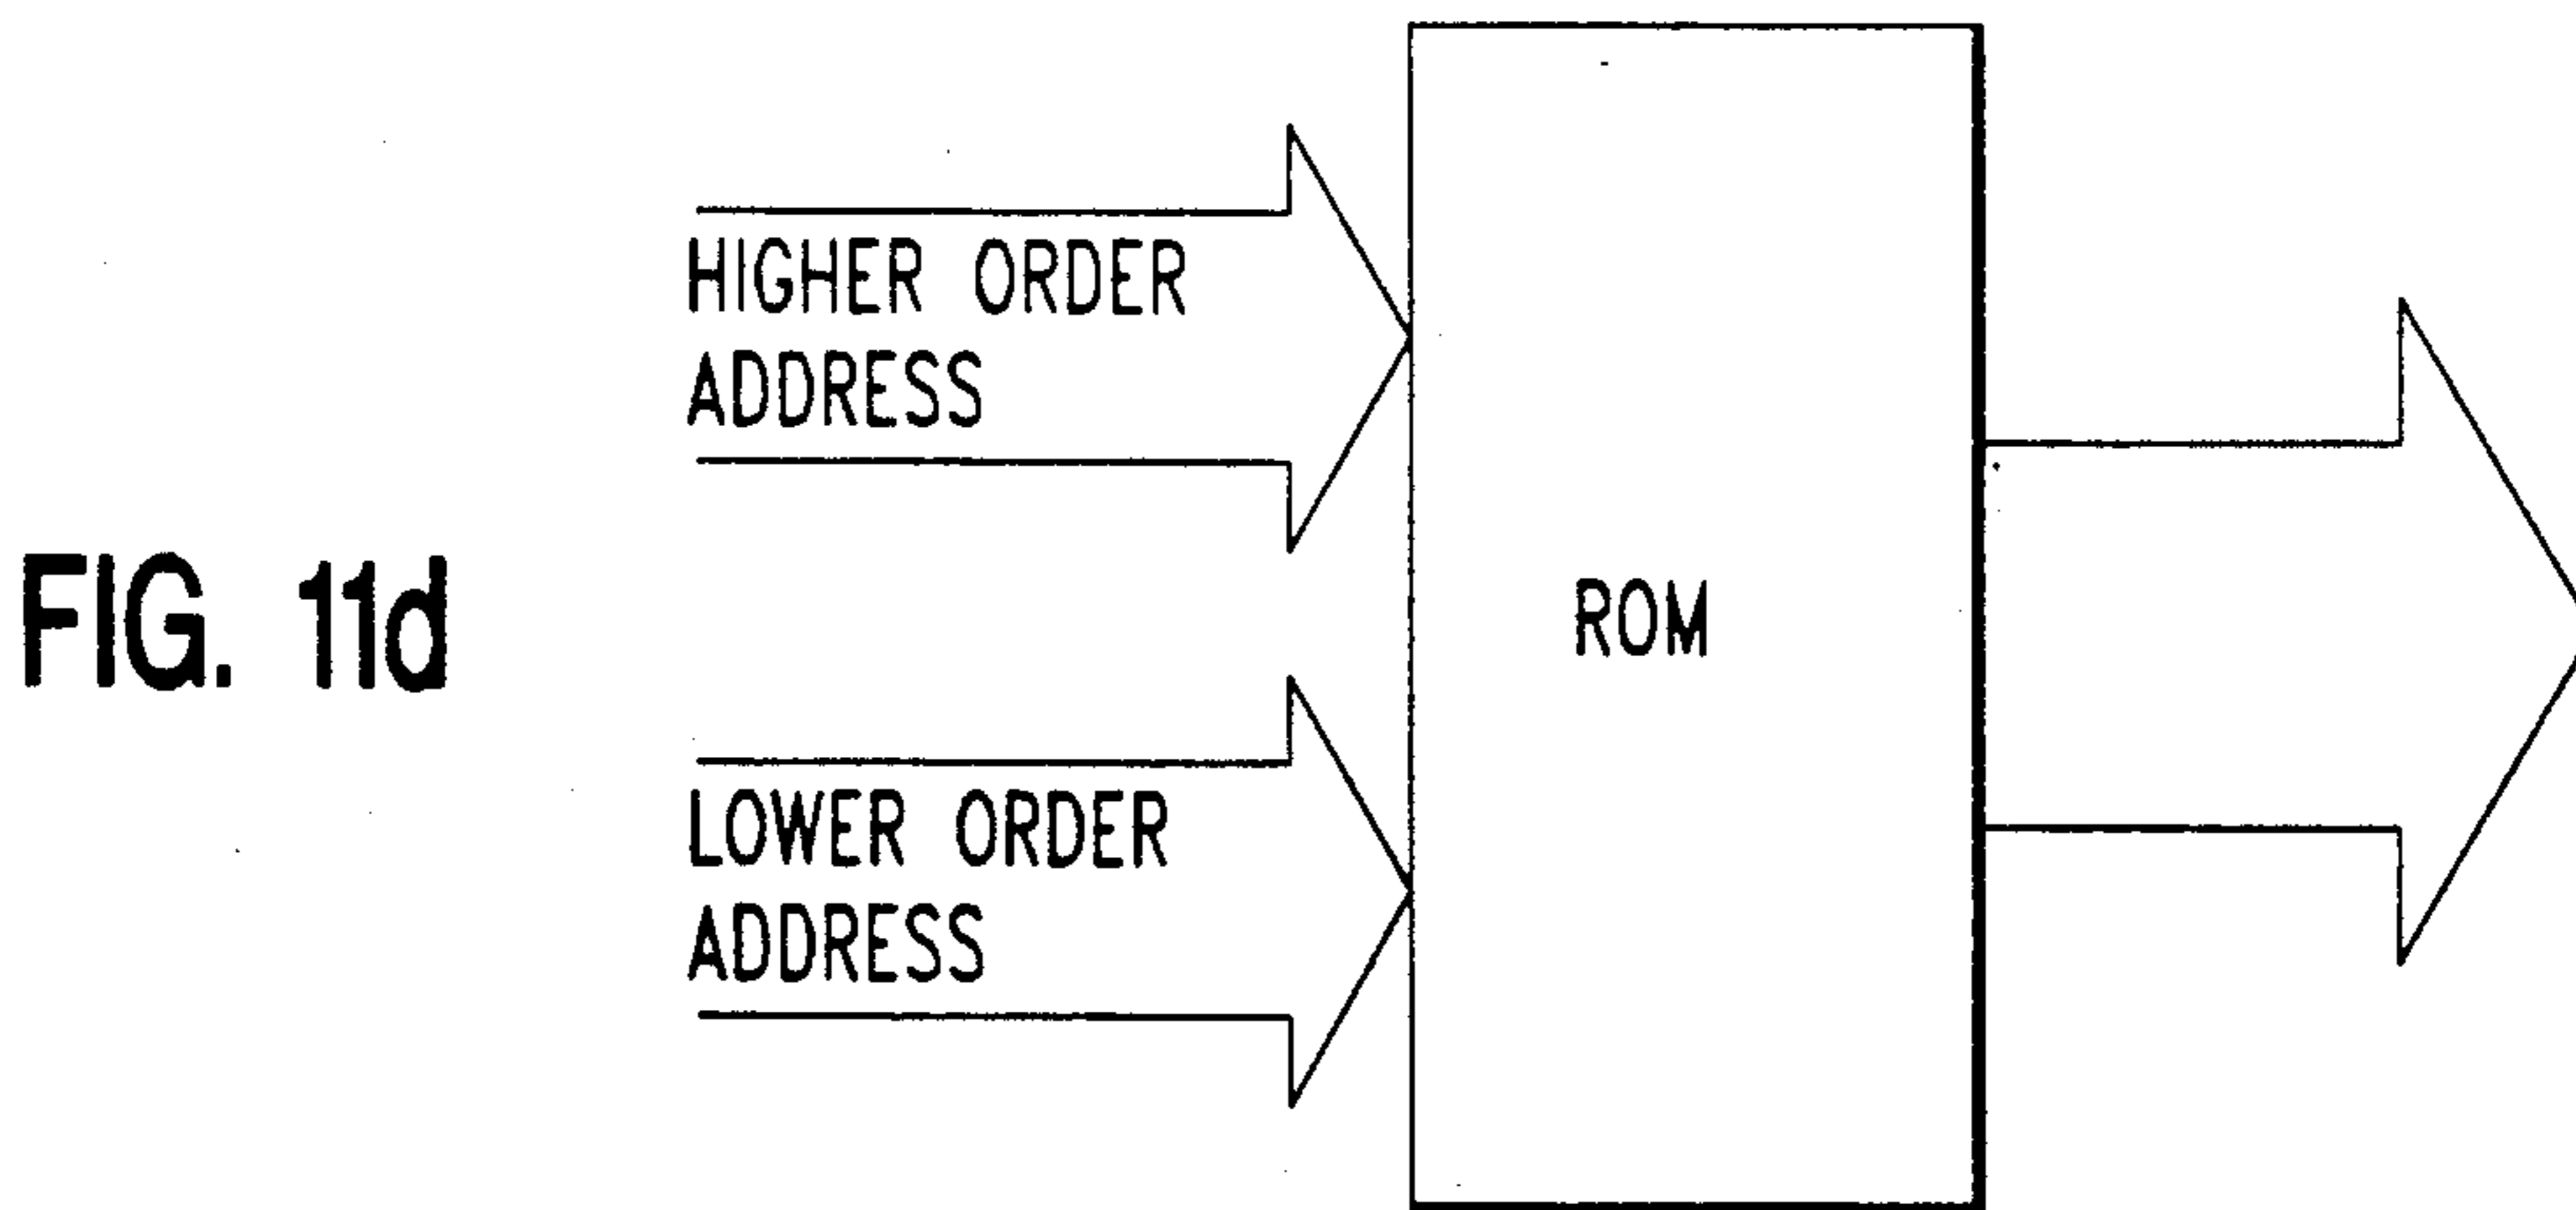 HIGHER ORDER
ADDRESS
FIG. 11d
ROM
LOWER ORDER
ADDRESS